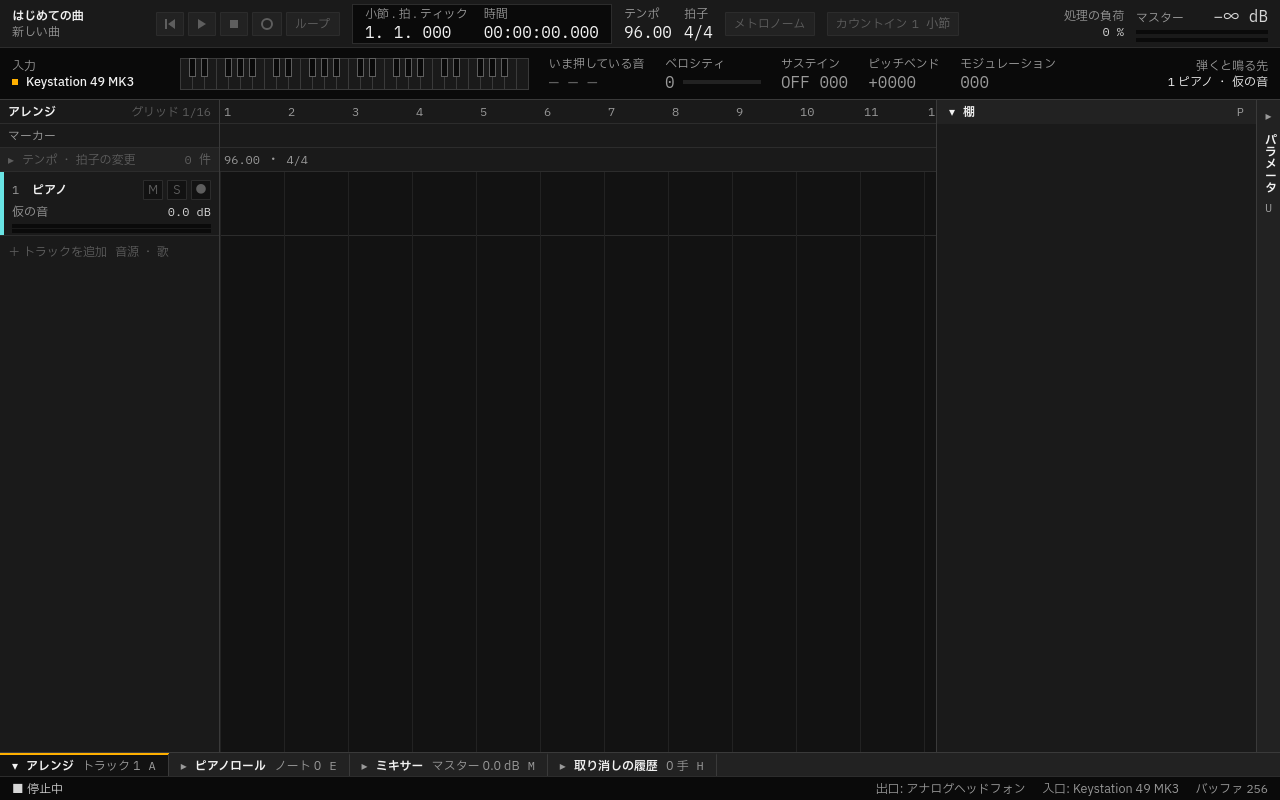 はじめての曲
新しい曲
ループ
小節 . 拍 . ティック 時間
1. 1. 000 00:00:00.000
テンポ 拍子
96.00 4/4
メトロノーム
カウントイン 1 小節
処理の負荷
0 %
マスター −∞ dB
入力
Keystation 49 MK3
いま押している音
— — —
ベロシティ
0
サステイン
OFF 000
ピッチベンド
+0000
モジュレーション
000
弾くと鳴る先
1 ピアノ · 仮の音
アレンジ グリッド 1/16
1 2 3 4 5 6 7 8 9 10 11 1
▼ 棚 P
マーカー
▶ テンポ · 拍子の変更 0 件
96.00 · 4/4
1 ピアノ M S
仮の音 0.0 dB
＋ トラックを追加 音源 · 歌
▶ パラメータ U
▼ アレンジ トラック 1 A
▶ ピアノロール ノート 0 E
▶ ミキサー マスター 0.0 dB M
▶ 取り消しの履歴 0 手 H
■ 停止中
出口: アナログヘッドフォン 入口: Keystation 49 MK3 バッファ 256